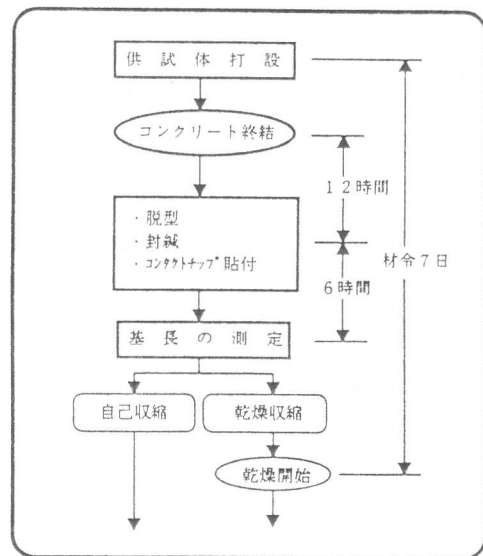 供試体打設
コンクリート終結
12時間
・脱型
・封緘
・コンタクトチップ貼付
材令7日
6時間
基長の測定
自己収縮
乾燥収縮
乾燥開始